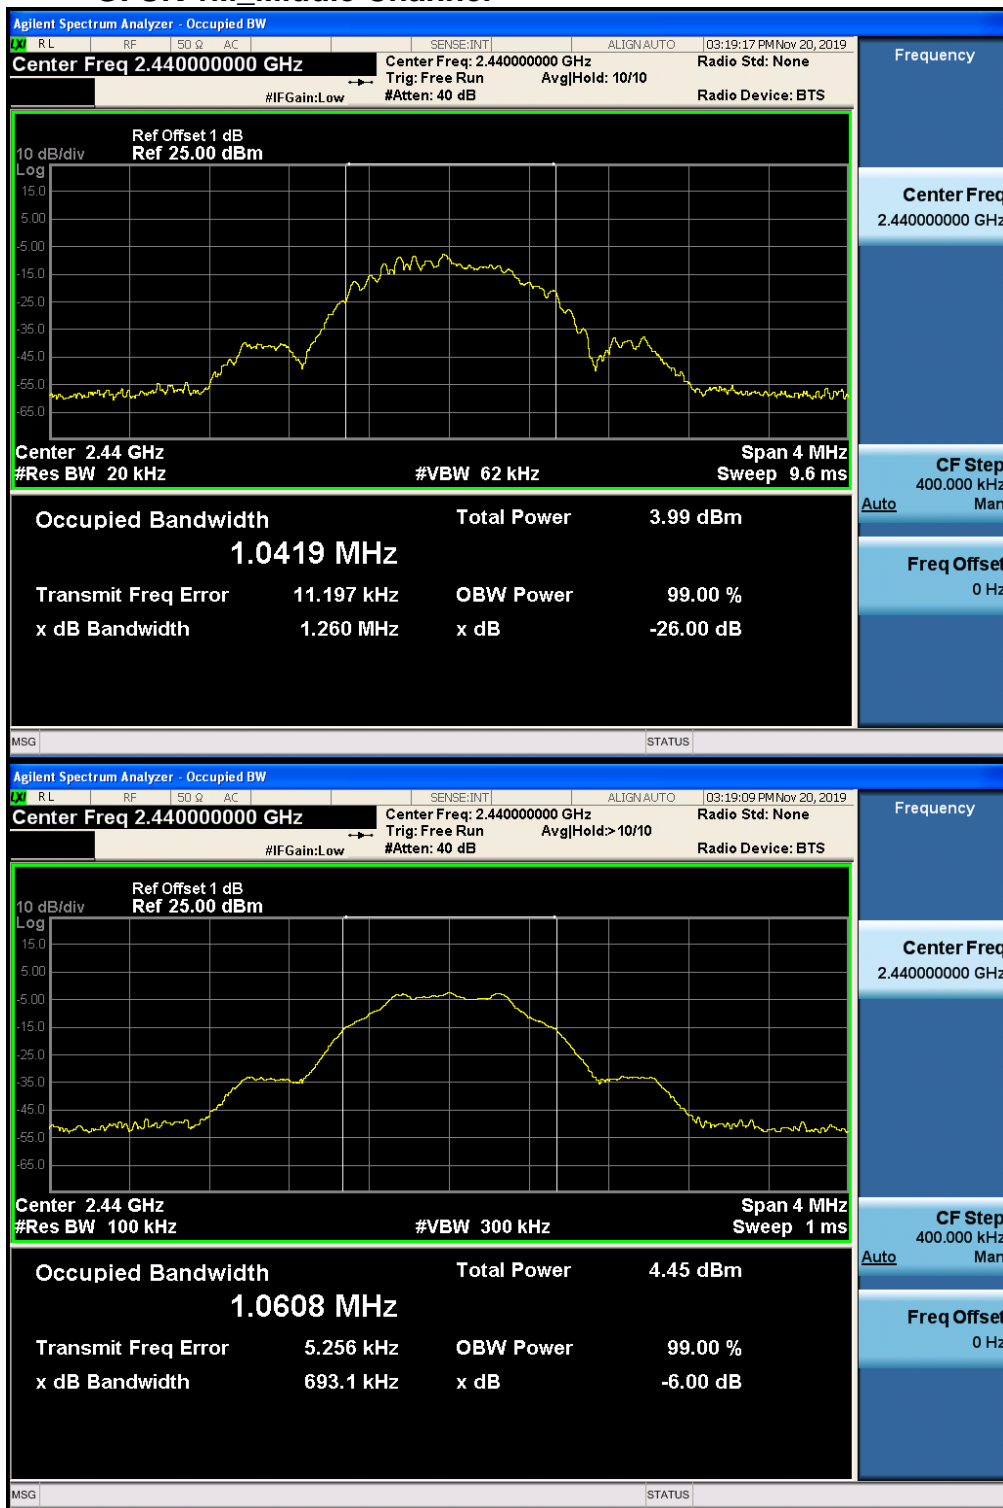 Agilent Spectrum Analyzer - Occupied BW
LXI RL RF 50 Ω AC SENSE:INT ALIGN AUTO 03:19:17 PM Nov 20, 2019
Center Freq 2.440000000 GHz
Center Freq: 2.440000000 GHz Radio Std: None
Trig: Free Run Avg|Hold: 10/10
#IFGain:Low #Atten: 40 dB Radio Device: BTS
Frequency
Ref Offset 1 dB
10 dB/div Ref 25.00 dBm
Log
15.0
5.00
-5.00
-15.0
-25.0
-35.0
-45.0
-55.0
-65.0
Center 2.44 GHz Span 4 MHz
#Res BW 20 kHz #VBW 62 kHz Sweep 9.6 ms
Center Freq
2.440000000 GHz
CF Step
400.000 kHz
Auto Man
Freq Offset
0 Hz
Occupied Bandwidth Total Power 3.99 dBm
1.0419 MHz
Transmit Freq Error 11.197 kHz OBW Power 99.00 %
x dB Bandwidth 1.260 MHz x dB -26.00 dB
MSG STATUS
Agilent Spectrum Analyzer - Occupied BW
LXI RL RF 50 Ω AC SENSE:INT ALIGN AUTO 03:19:09 PM Nov 20, 2019
Center Freq 2.440000000 GHz
Center Freq: 2.440000000 GHz Radio Std: None
Trig: Free Run Avg|Hold:>10/10
#IFGain:Low #Atten: 40 dB Radio Device: BTS
Frequency
Ref Offset 1 dB
10 dB/div Ref 25.00 dBm
Log
15.0
5.00
-5.00
-15.0
-25.0
-35.0
-45.0
-55.0
-65.0
Center 2.44 GHz Span 4 MHz
#Res BW 100 kHz #VBW 300 kHz Sweep 1 ms
Center Freq
2.440000000 GHz
CF Step
400.000 kHz
Auto Man
Freq Offset
0 Hz
Occupied Bandwidth Total Power 4.45 dBm
1.0608 MHz
Transmit Freq Error 5.256 kHz OBW Power 99.00 %
x dB Bandwidth 693.1 kHz x dB -6.00 dB
MSG STATUS